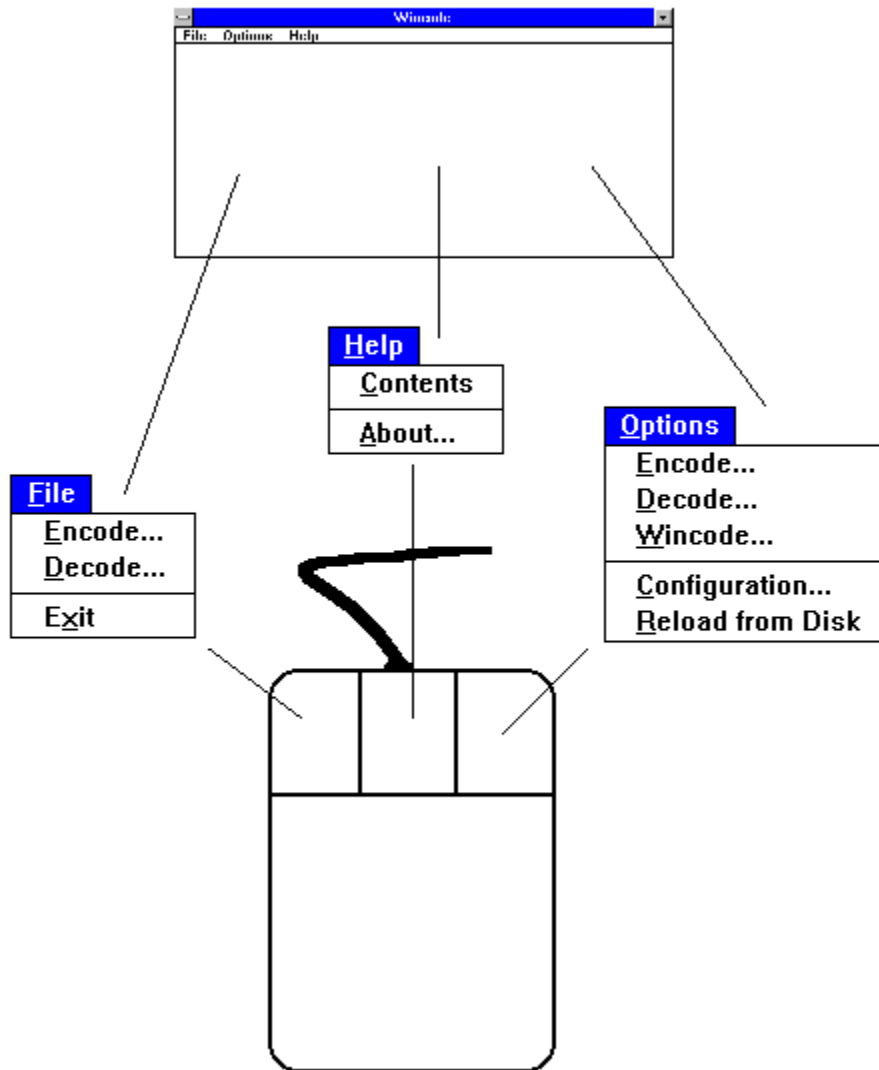 Wincode
File Options Help
Help
Contents
About...
Options
Encode...
Decode...
Wincode...
Configuration...
Reload from Disk
File
Encode...
Decode...
Exit